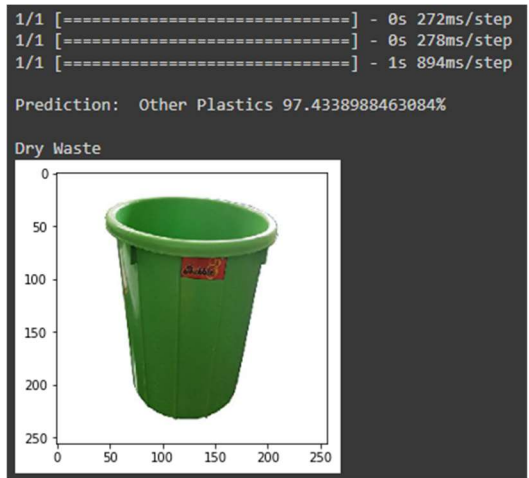 1/1 [==============================] - 0s 272ms/step
1/1 [==============================] - 0s 278ms/step
1/1 [==============================] - 1s 894ms/step
Prediction:  Other Plastics 97.4338988463084%
Dry Waste
0
50
100
150
200
250
0 50 100 150 200 250